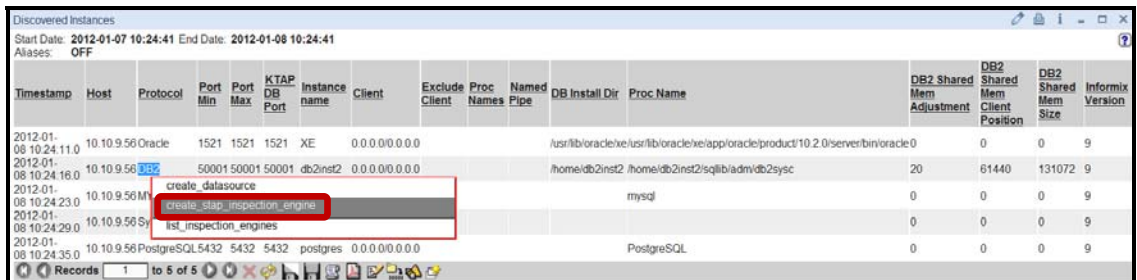 Discovered Instances
Start Date: 2012-01-07 10:24:41 End Date: 2012-01-08 10:24:41
Aliases: OFF
Timestamp Host Protocol Port Min Port Max KTAP DB Port Instance name Client Exclude Client Proc Names Named Pipe DB Install Dir Proc Name DB2 Shared Mem Adjustment DB2 Shared Mem Client Position DB2 Shared Mem Size Informix Version
2012-01-08 10:24:11.0 10.10.9.56 Oracle 1521 1521 1521 XE 0.0.0.0/0.0.0.0 /usr/lib/oracle/xe/usr/lib/oracle/xe/app/oracle/product/10.2.0/server/bin/oracle 0 0 0 9
2012-01-08 10:24:16.0 10.10.9.56 DB2 50001 50001 50001 db2inst2 0.0.0.0/0.0.0.0 /home/db2inst2 /home/db2inst2/sqllib/adm/db2sysc 20 61440 131072 9
create_datasource
2012-01-08 10:24:23.0 10.10.9.56 MY mysql 0 0 0 9
create_stap_inspection_engine
2012-01-08 10:24:29.0 10.10.9.56 Sy 0 0 0 9
list_inspection_engines
2012-01-08 10:24:35.0 10.10.9.56 PostgreSQL 5432 5432 5432 postgres 0.0.0.0/0.0.0.0 PostgreSQL 0 0 0 9
Records 1 to 5 of 5